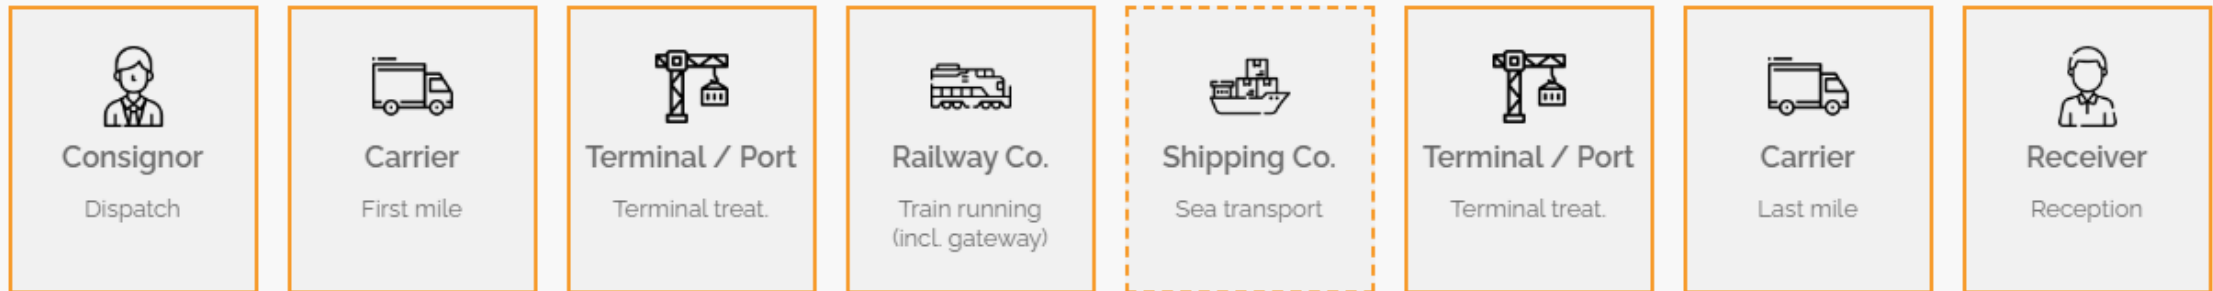 Consignor
Dispatch
Carrier
First mile
Terminal / Port
Terminal treat.
Railway Co.
Train running
(incl. gateway)
Shipping Co.
Sea transport
Terminal / Port
Terminal treat.
Carrier
Last mile
Receiver
Reception